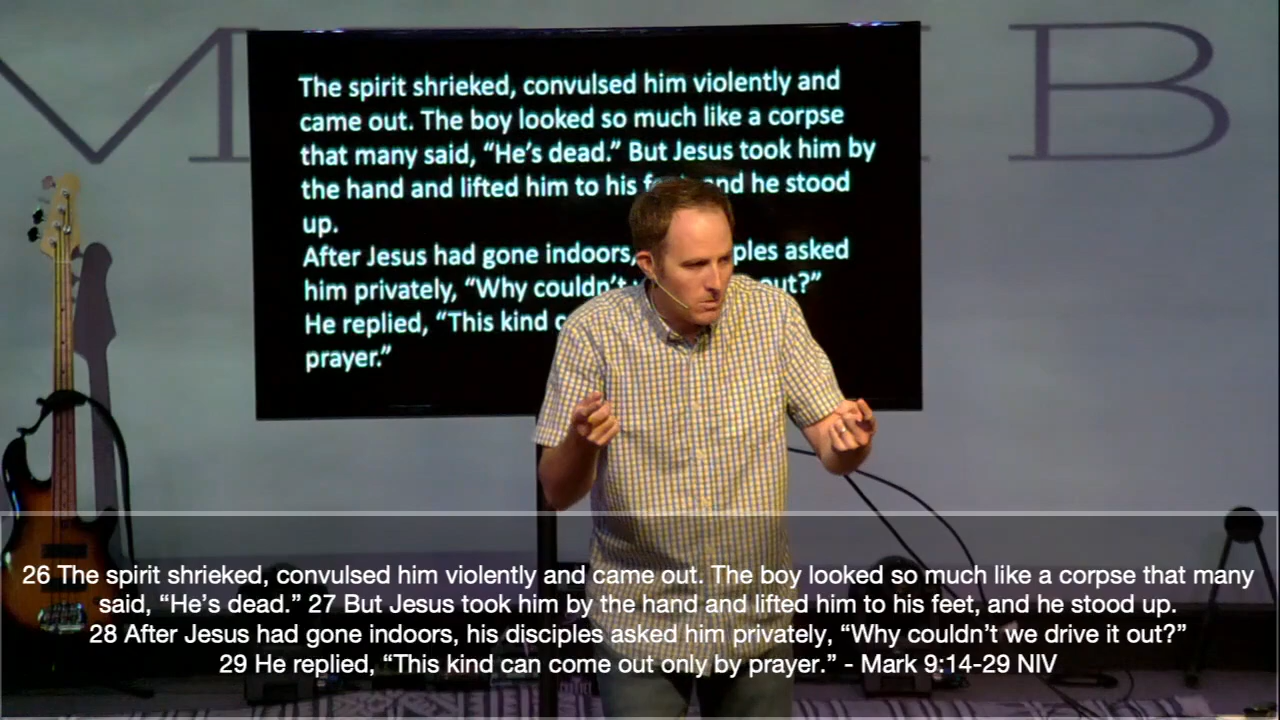 M B
The spirit shrieked, convulsed him violently and
came out. The boy looked so much like a corpse
that many said, “He’s dead.” But Jesus took him by
the hand and lifted him to his and he stood
up.
After Jesus had gone indoors, asked
him privately, “Why couldn’t out?”
He replied, “This kind
prayer.”
26 The spirit shrieked, convulsed him violently and came out. The boy looked so much like a corpse that many
said, “He’s dead.” 27 But Jesus took him by the hand and lifted him to his feet, and he stood up.
28 After Jesus had gone indoors, his disciples asked him privately, “Why couldn’t we drive it out?”
29 He replied, “This kind can come out only by prayer.” - Mark 9:14-29 NIV